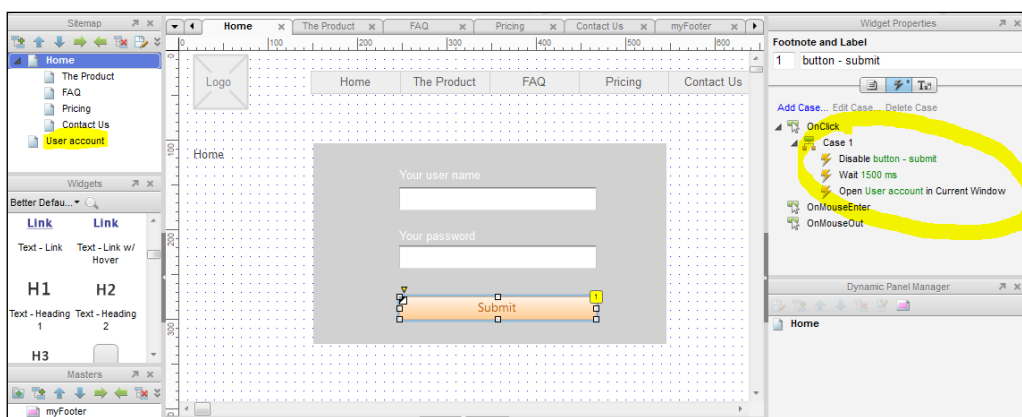 Sitemap
Home
The Product
FAQ
Pricing
Contact Us
User account
Widgets
Better Defau...
Link Link
Text - Link Text - Link w/
Hover
H1 H2
Text - Heading Text - Heading
1 2
H3
Masters
myFooter
Home The Product FAQ Pricing Contact Us myFooter
0 100 200 300 400 500 600
0
100
200
300
Logo Home The Product FAQ Pricing Contact Us
Home
Your user name
Your password
1
Submit
Widget Properties
Footnote and Label
1 button - submit
Add Case... Edit Case... Delete Case
OnClick
Case 1
Disable button - submit
Wait 1500 ms
Open User account in Current Window
OnMouseEnter
OnMouseOut
Dynamic Panel Manager
Home